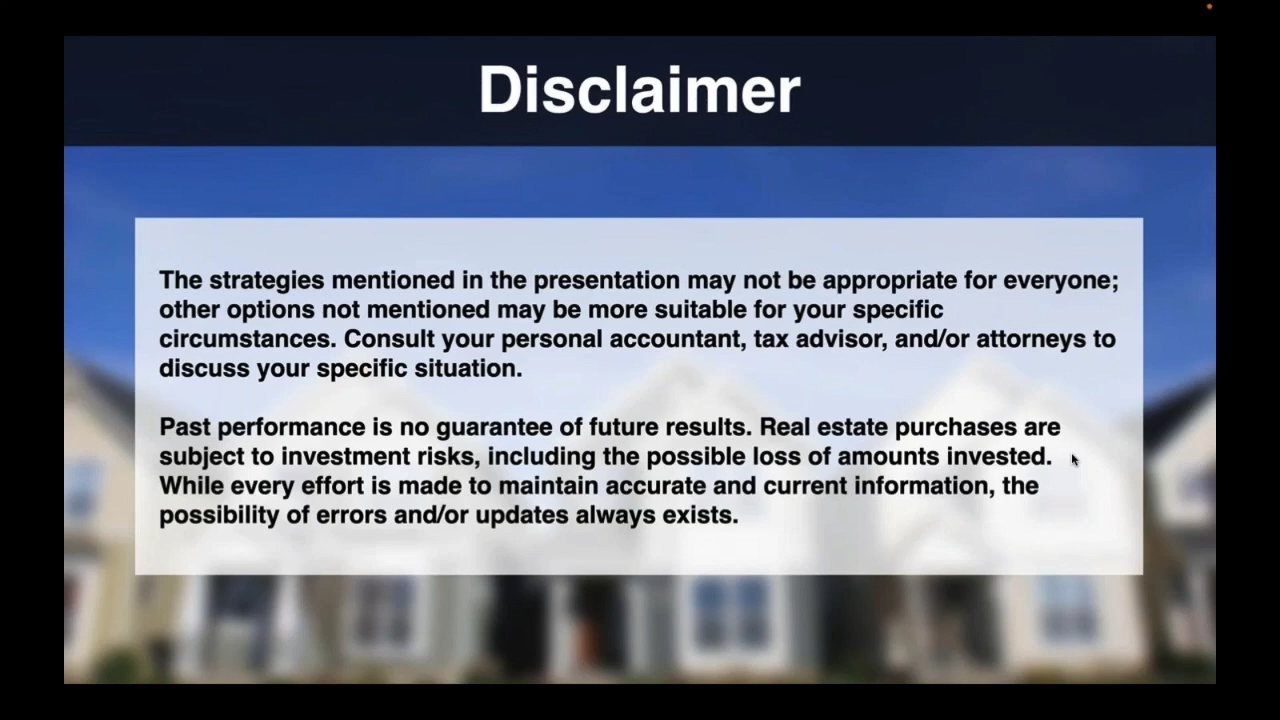 Disclaimer
The strategies mentioned in the presentation may not be appropriate for everyone;
other options not mentioned may be more suitable for your specific
circumstances. Consult your personal accountant, tax advisor, and/or attorneys to
discuss your specific situation.
Past performance is no guarantee of future results. Real estate purchases are
subject to investment risks, including the possible loss of amounts invested.
While every effort is made to maintain accurate and current information, the
possibility of errors and/or updates always exists.